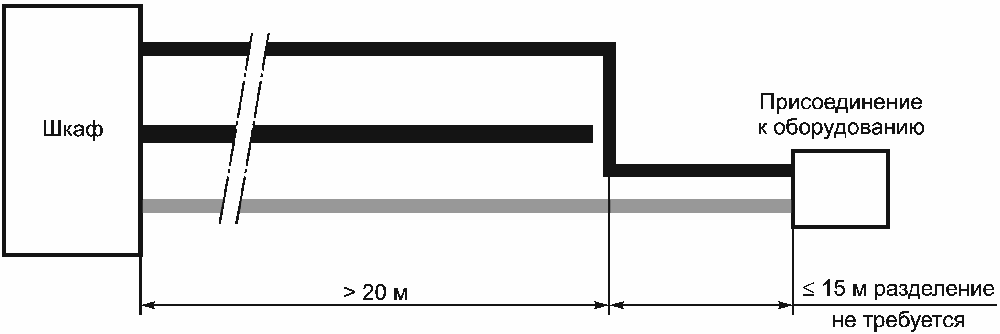 Шкаф
Присоединение
к оборудованию
> 20 м
≤ 15 м разделение
не требуется